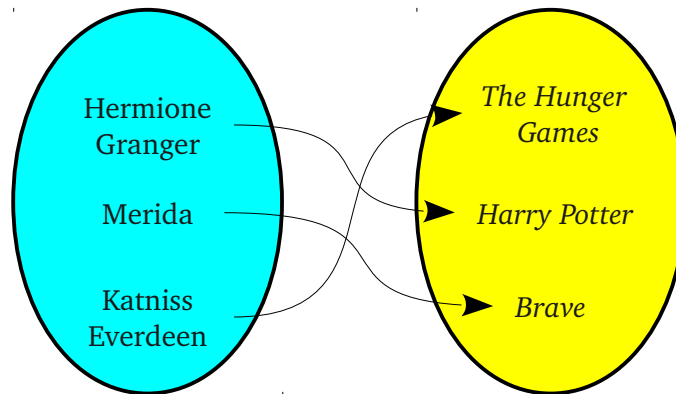 Hermione
Granger
Merida
Katniss
Everdeen
The Hunger
Games
Harry Potter
Brave